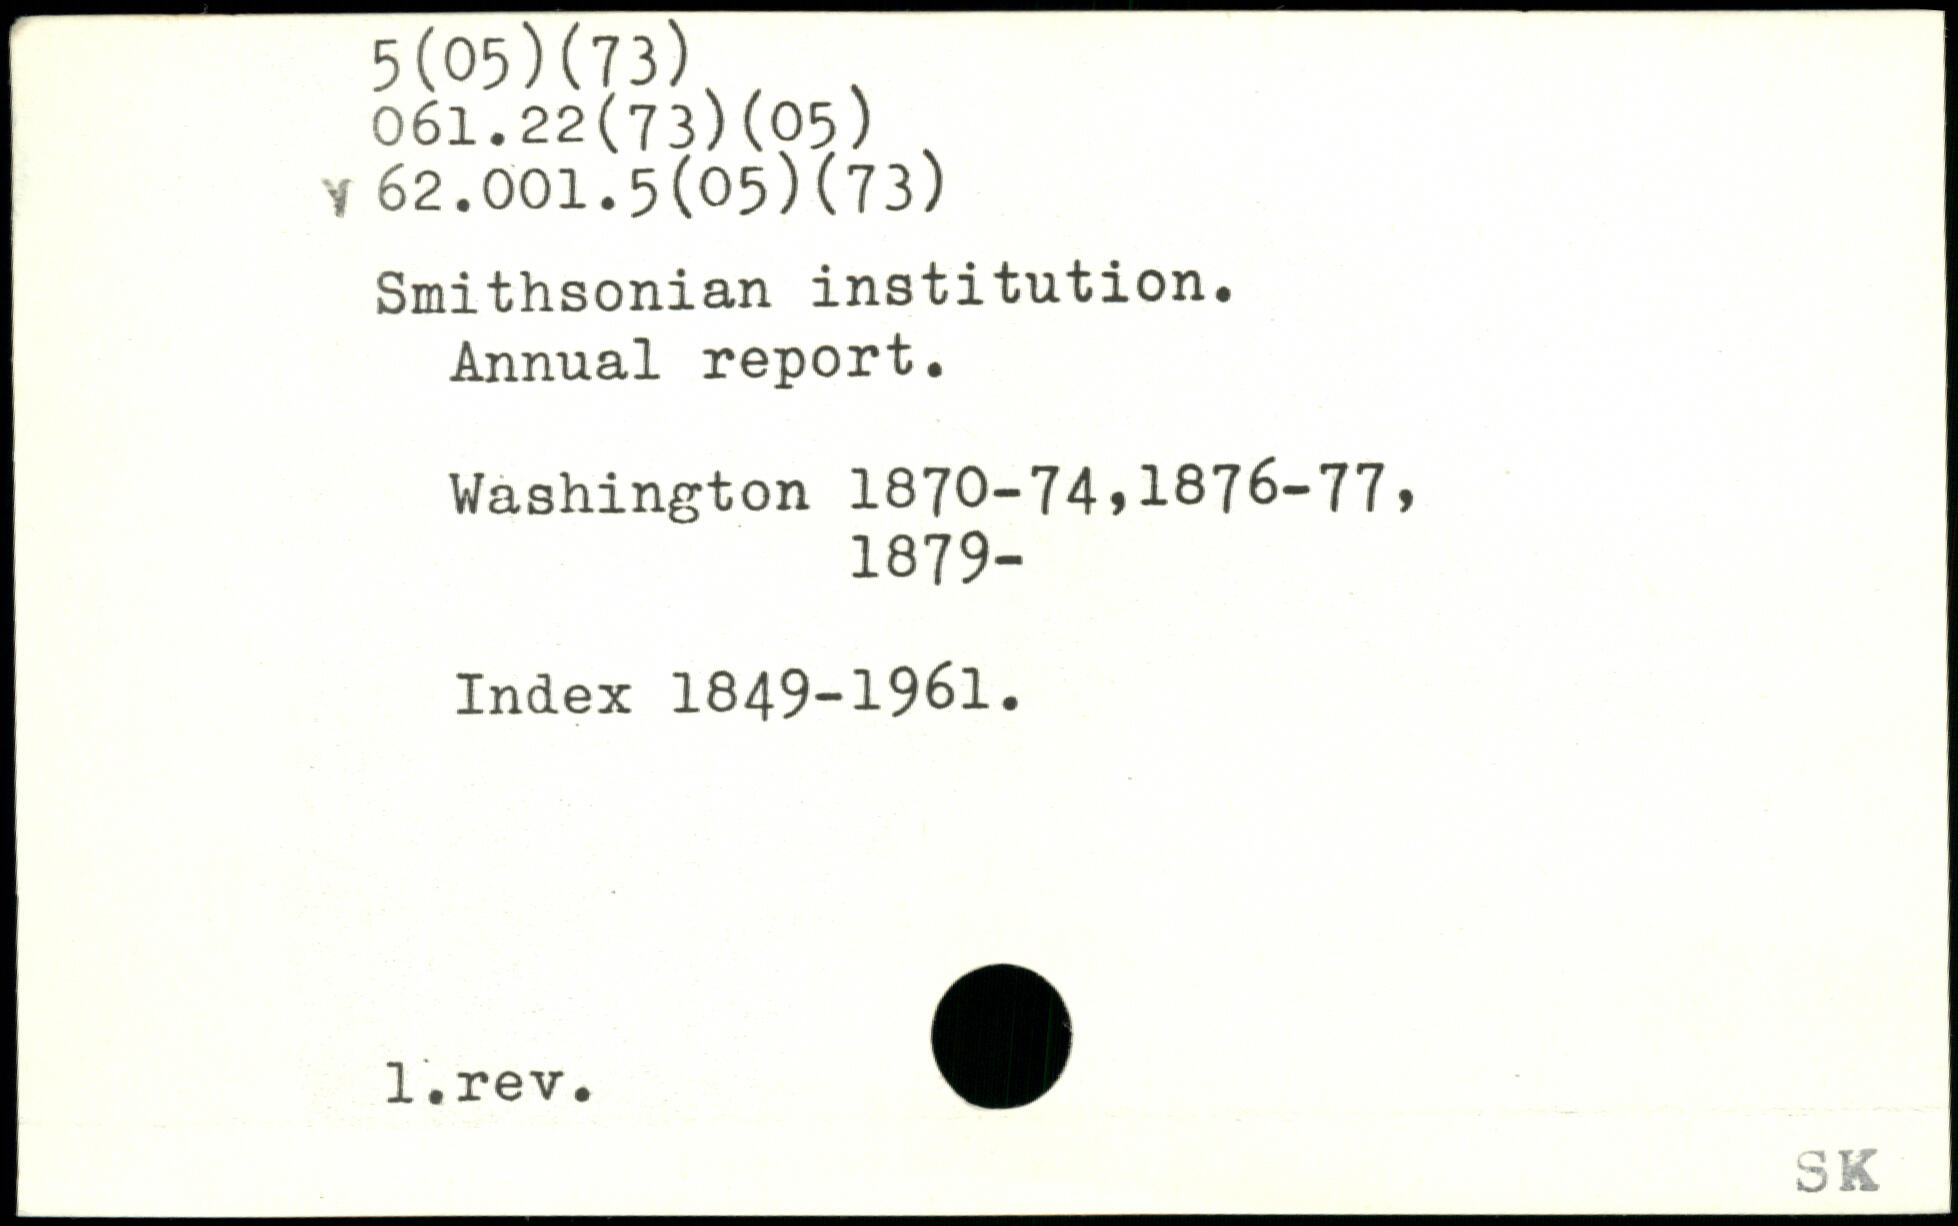 5(05)(73)
061.22(73)(05)
v 62.001.5(05)(73)
Smithsonian institution.
Annual report.
Washington 1870-74,1876-77,
1879-
Index 1849-1961.
1.rev.
SK